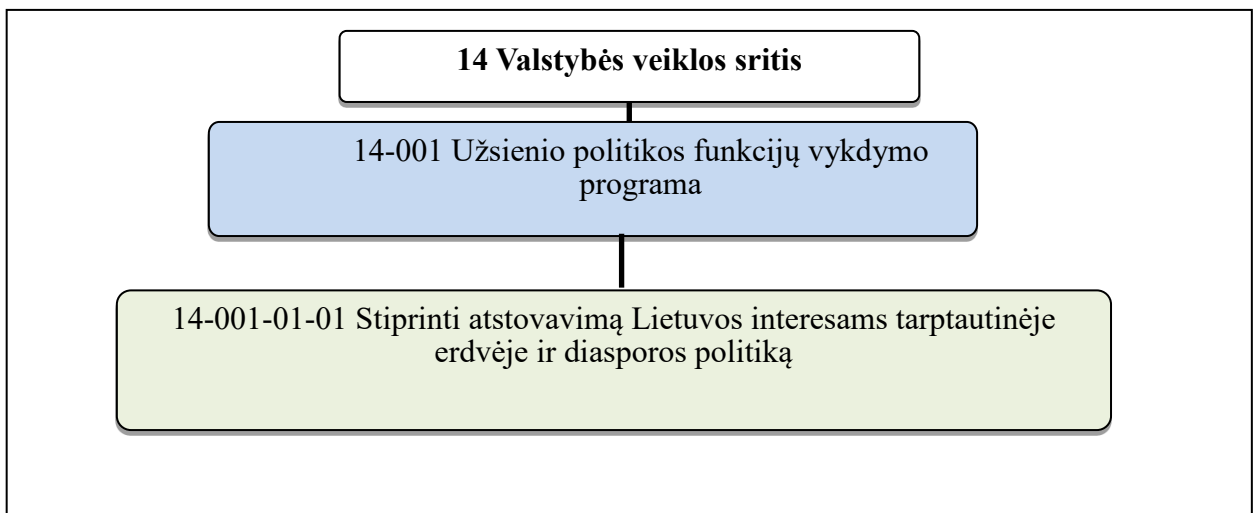 14 Valstybės veiklos sritis
14-001 Užsienio politikos funkcijų vykdymo
programa
14-001-01-01 Stiprinti atstovavimą Lietuvos interesams tarptautinėje
erdvėje ir diasporos politiką